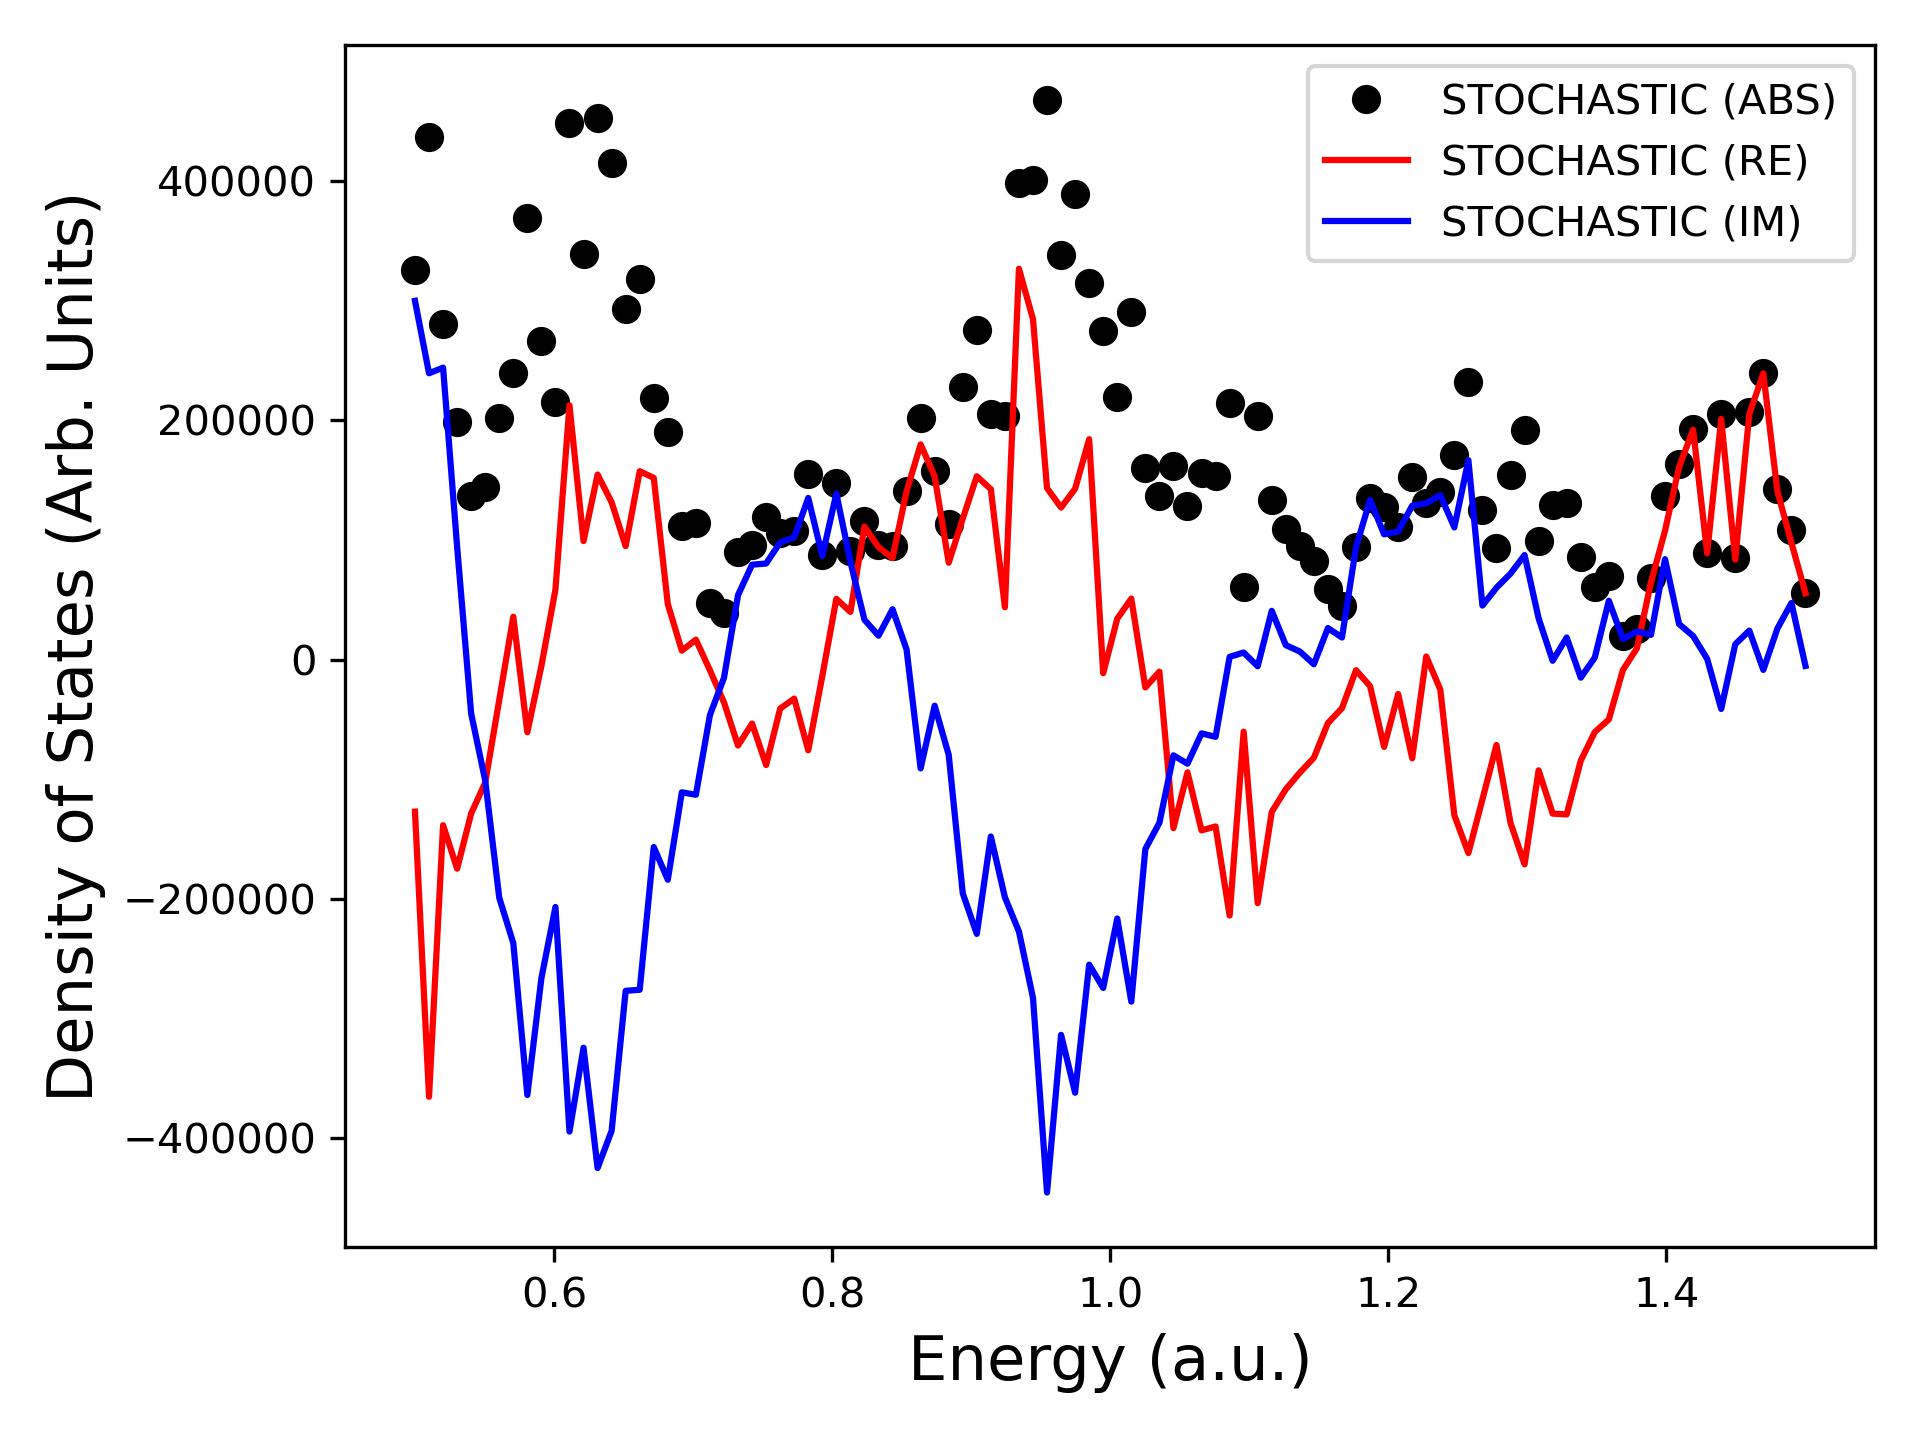 STOCHASTIC (ABS)
STOCHASTIC (RE)
STOCHASTIC (IM)
Density of States (Arb. Units)
400000
200000
0
−200000
−400000
0.6 0.8 1.0 1.2 1.4
Energy (a.u.)